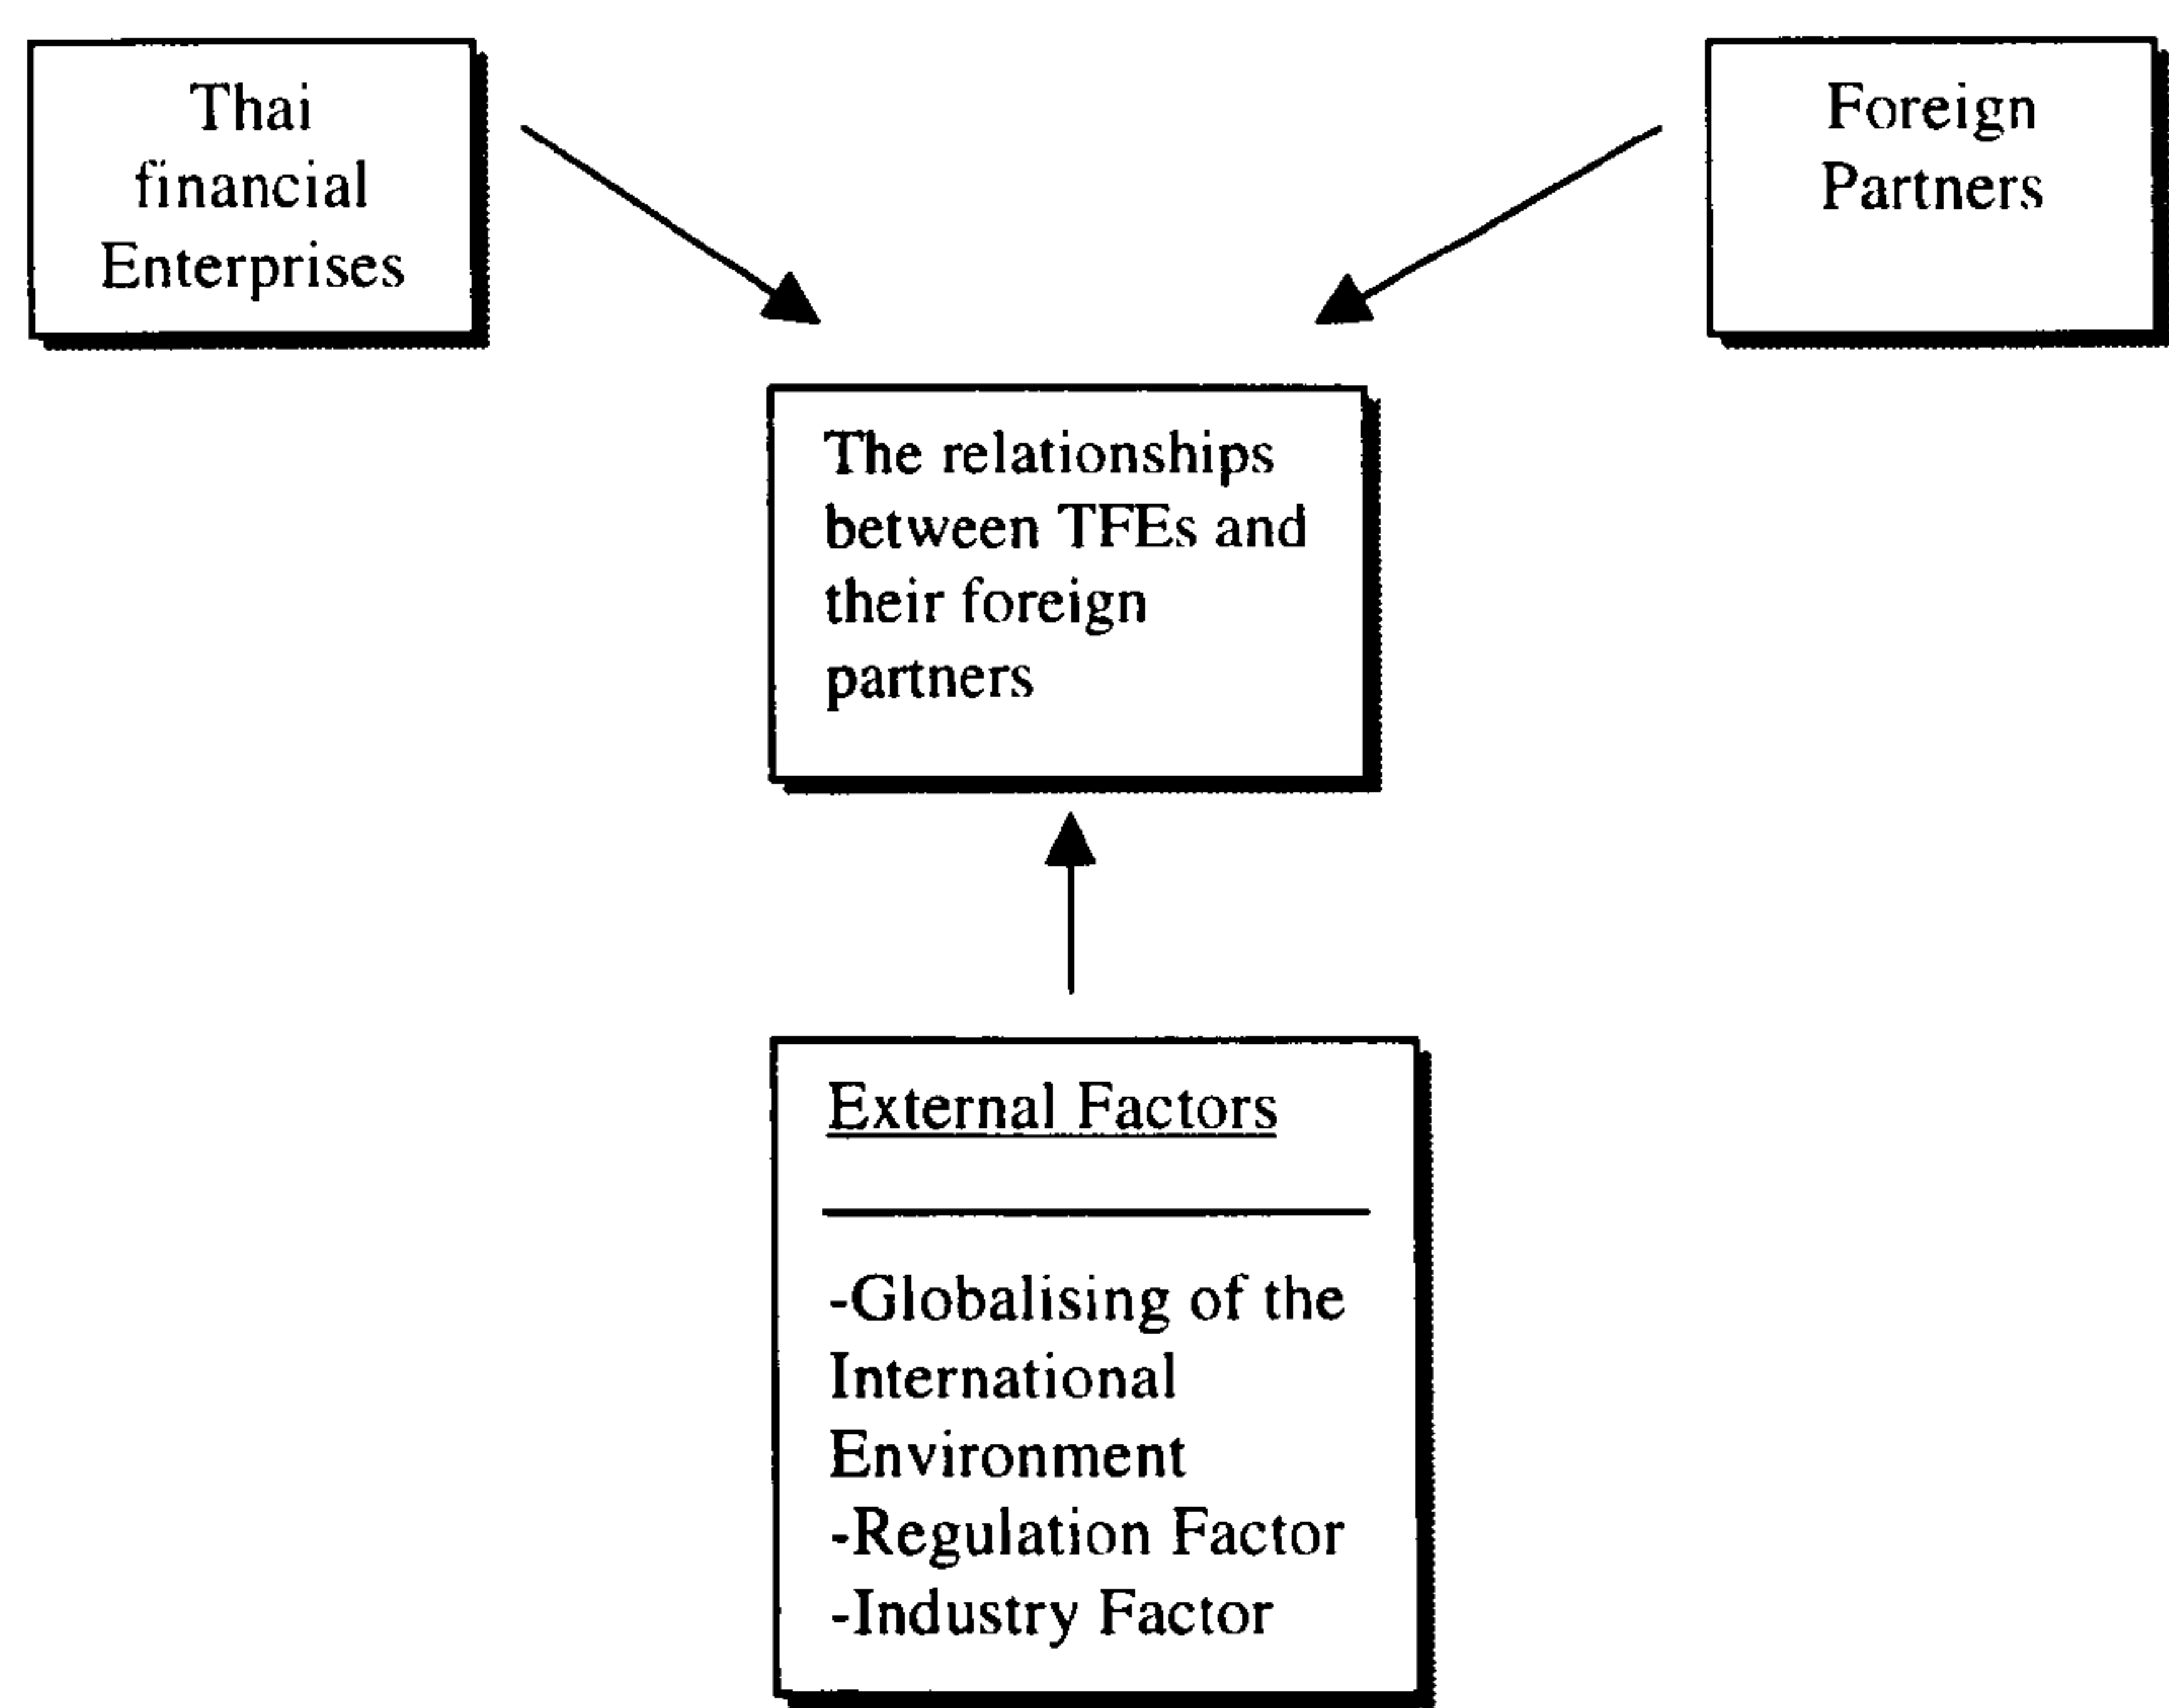 Thai
financial
Enterprises
Foreign
Partners
The relationships
between TFEs and
their foreign
partners
External Factors
-Globalising of the
International
Environment
-Regulation Factor
-Industry Factor